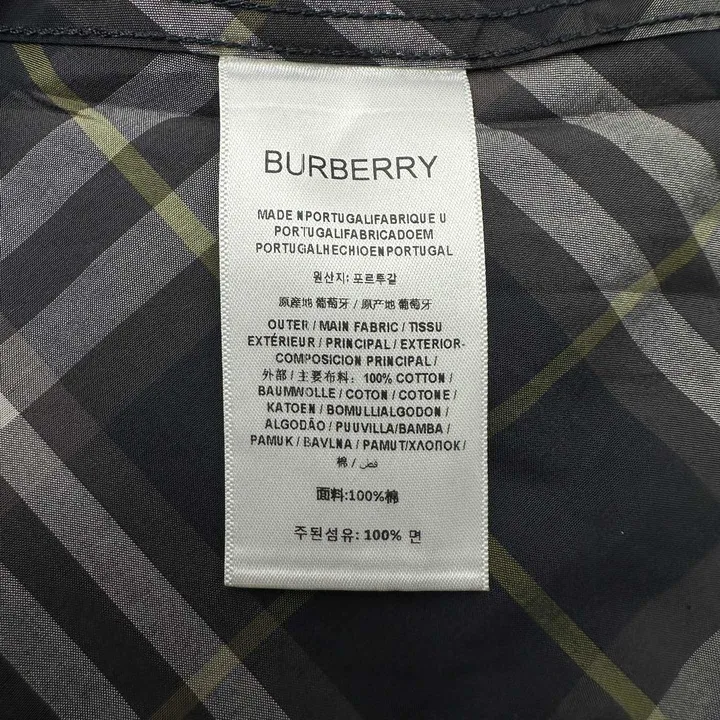 BURBERRY
MADE NPORTUGALIFABRIQUE U
PORTUGALIFABRICADOEM
PORTUGALHECHIOENPORTUGAL
원산지: 포르투갈
原產地 葡萄牙 / 原产地 葡萄牙
OUTER / MAIN FABRIC / TISSU
EXTÉRIEUR / PRINCIPAL / EXTERIOR-
COMPOSICION PRINCIPAL /
外部 / 主要布料: 100% COTTON /
BAUMWOLLE / COTON / COTONE /
KATOEN / BOMULLIALGODON /
ALGODÃO / PUUVILLA/BAMBA /
PAMUK / BAVLNA / PAMUT/ХЛОПОК /
棉 / قطن
面料:100%棉
주된섬유: 100% 면